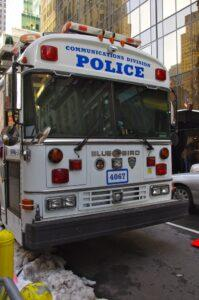 COMMUNICATIONS DIVISION
POLICE
BLUE BIRD
4067